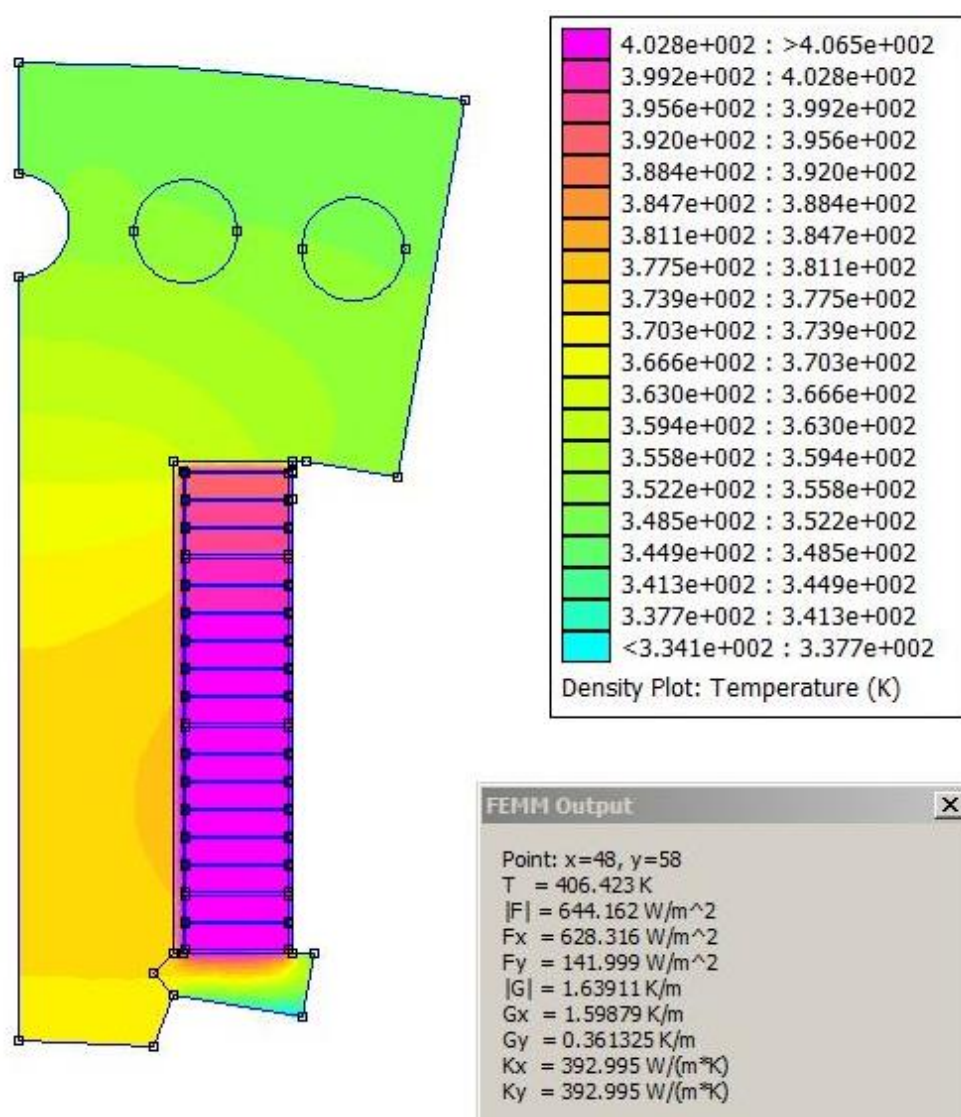 4.028e+002 : >4.065e+002
3.992e+002 : 4.028e+002
3.956e+002 : 3.992e+002
3.920e+002 : 3.956e+002
3.884e+002 : 3.920e+002
3.847e+002 : 3.884e+002
3.811e+002 : 3.847e+002
3.775e+002 : 3.811e+002
3.739e+002 : 3.775e+002
3.703e+002 : 3.739e+002
3.666e+002 : 3.703e+002
3.630e+002 : 3.666e+002
3.594e+002 : 3.630e+002
3.558e+002 : 3.594e+002
3.522e+002 : 3.558e+002
3.485e+002 : 3.522e+002
3.449e+002 : 3.485e+002
3.413e+002 : 3.449e+002
3.377e+002 : 3.413e+002
<3.341e+002 : 3.377e+002
Density Plot: Temperature (K)
FEMM Output
Point: x=48, y=58
T = 406.423 K
|F| = 644.162 W/m^2
Fx = 628.316 W/m^2
Fy = 141.999 W/m^2
|G| = 1.63911 K/m
Gx = 1.59879 K/m
Gy = 0.361325 K/m
Kx = 392.995 W/(m*K)
Ky = 392.995 W/(m*K)